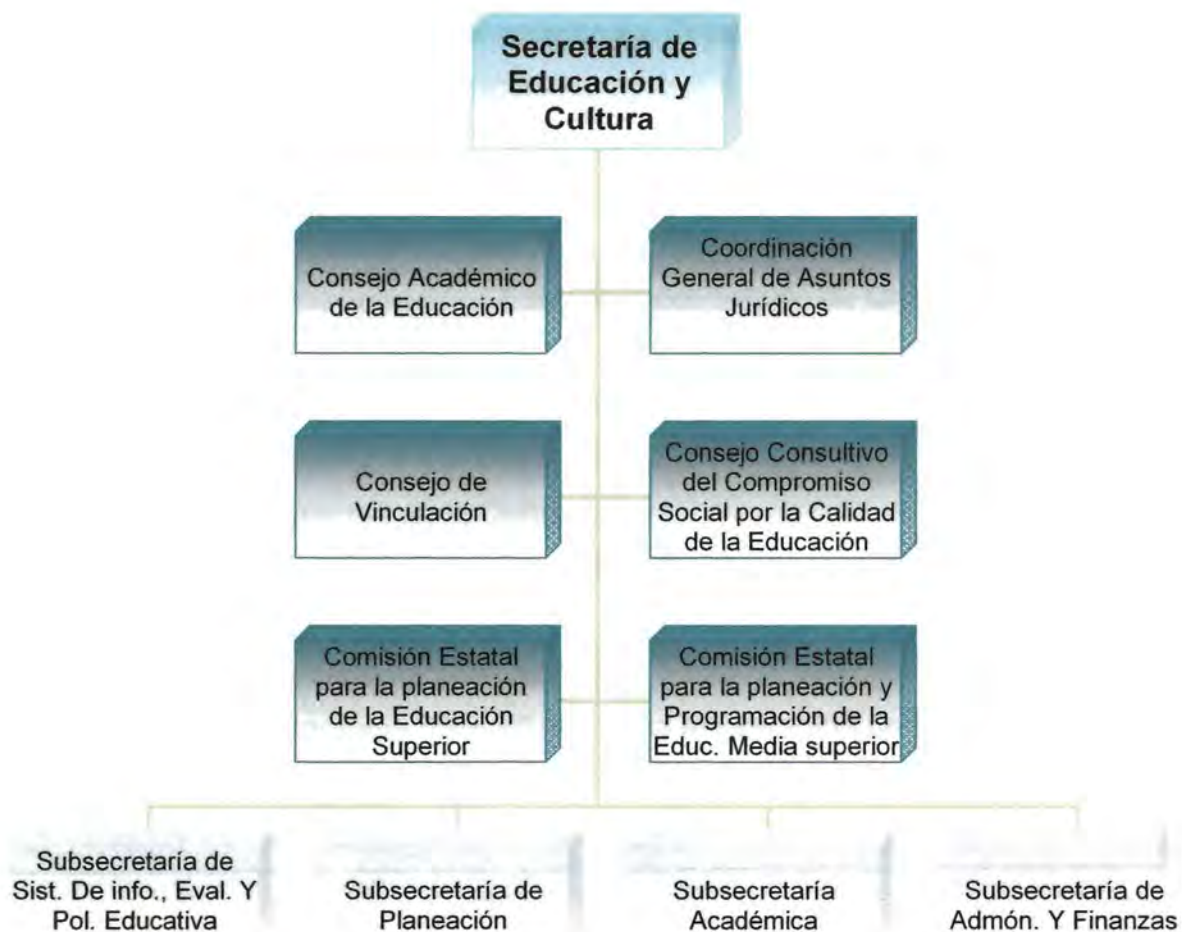 Secretaría de
Educación y
Cultura
Consejo Académico
de la Educación
Coordinación
General de Asuntos
Jurídicos
Consejo de
Vinculación
Consejo Consultivo
del Compromiso
Social por la Calidad
de la Educación
Comisión Estatal
para la planeación
de la Educación
Superior
Comisión Estatal
para la planeación y
Programación de la
Educ. Media superior
Subsecretaría de
Sist. De info., Eval. Y
Pol. Educativa
Subsecretaría de
Planeación
Subsecretaría
Académica
Subsecretaría de
Admón. Y Finanzas